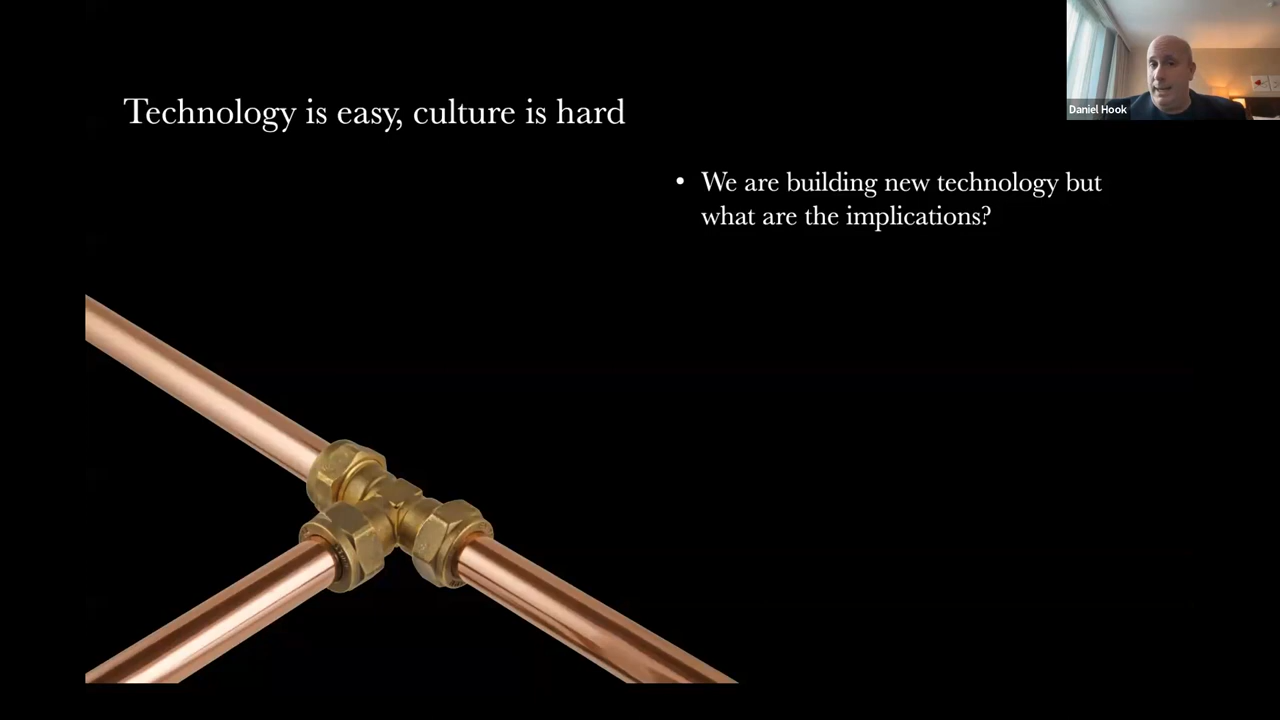 Technology is easy, culture is hard
Daniel Hook
• We are building new technology but
what are the implications?